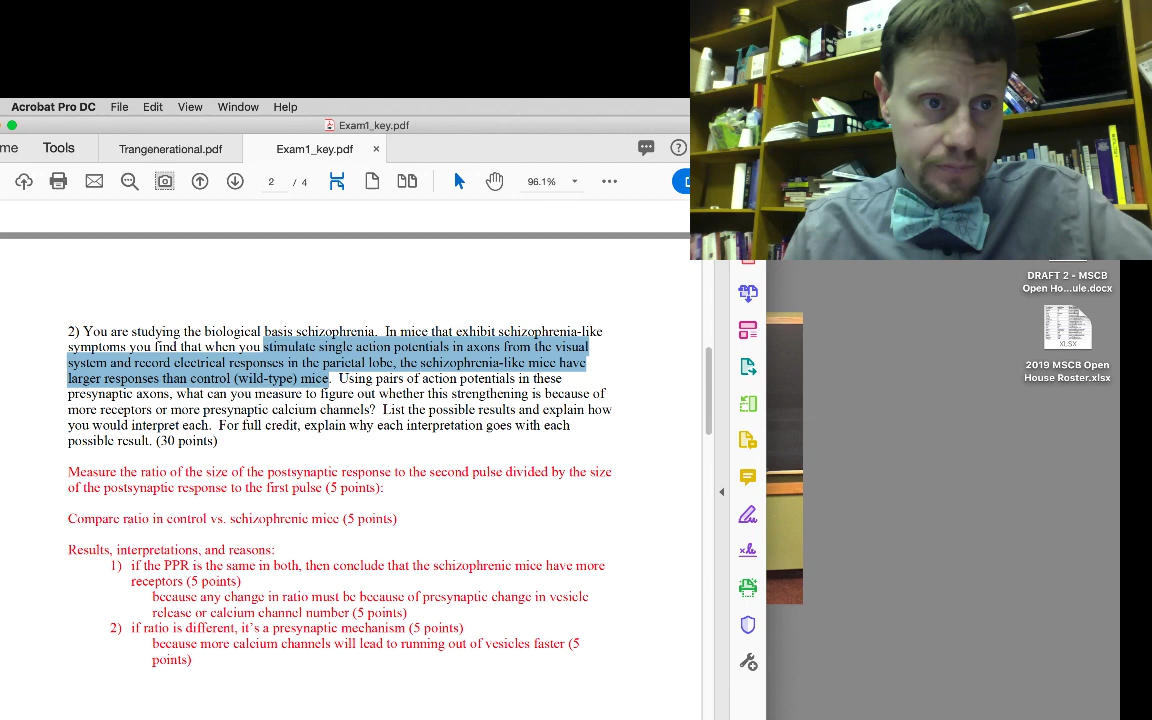 Acrobat Pro DC File Edit View Window Help
Exam1_key.pdf
me Tools Trangenerational.pdf Exam1_key.pdf ×
2 / 4 96.1%
2) You are studying the biological basis schizophrenia. In mice that exhibit schizophrenia-like
symptoms you find that when you stimulate single action potentials in axons from the visual
system and record electrical responses in the parietal lobe, the schizophrenia-like mice have
larger responses than control (wild-type) mice. Using pairs of action potentials in these
presynaptic axons, what can you measure to figure out whether this strengthening is because of
more receptors or more presynaptic calcium channels? List the possible results and explain how
you would interpret each. For full credit, explain why each interpretation goes with each
possible result. (30 points)
Measure the ratio of the size of the postsynaptic response to the second pulse divided by the size
of the postsynaptic response to the first pulse (5 points):
Compare ratio in control vs. schizophrenic mice (5 points)
Results, interpretations, and reasons:
1) if the PPR is the same in both, then conclude that the schizophrenic mice have more
receptors (5 points)
because any change in ratio must be because of presynaptic change in vesicle
release or calcium channel number (5 points)
2) if ratio is different, it's a presynaptic mechanism (5 points)
because more calcium channels will lead to running out of vesicles faster (5
points)
DRAFT 2 - MSCB
Open Ho...ule.docx
XLSX
2019 MSCB Open
House Roster.xlsx